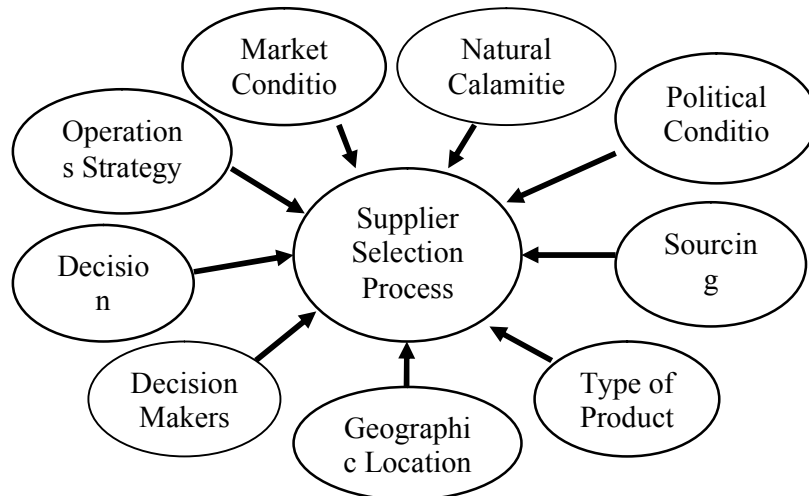 Market
Conditio
Natural
Calamitie
Political
Conditio
Operation
s Strategy
Supplier
Selection
Process
Sourcin
g
Decisio
n
Decision
Makers
Type of
Product
Geographi
c Location